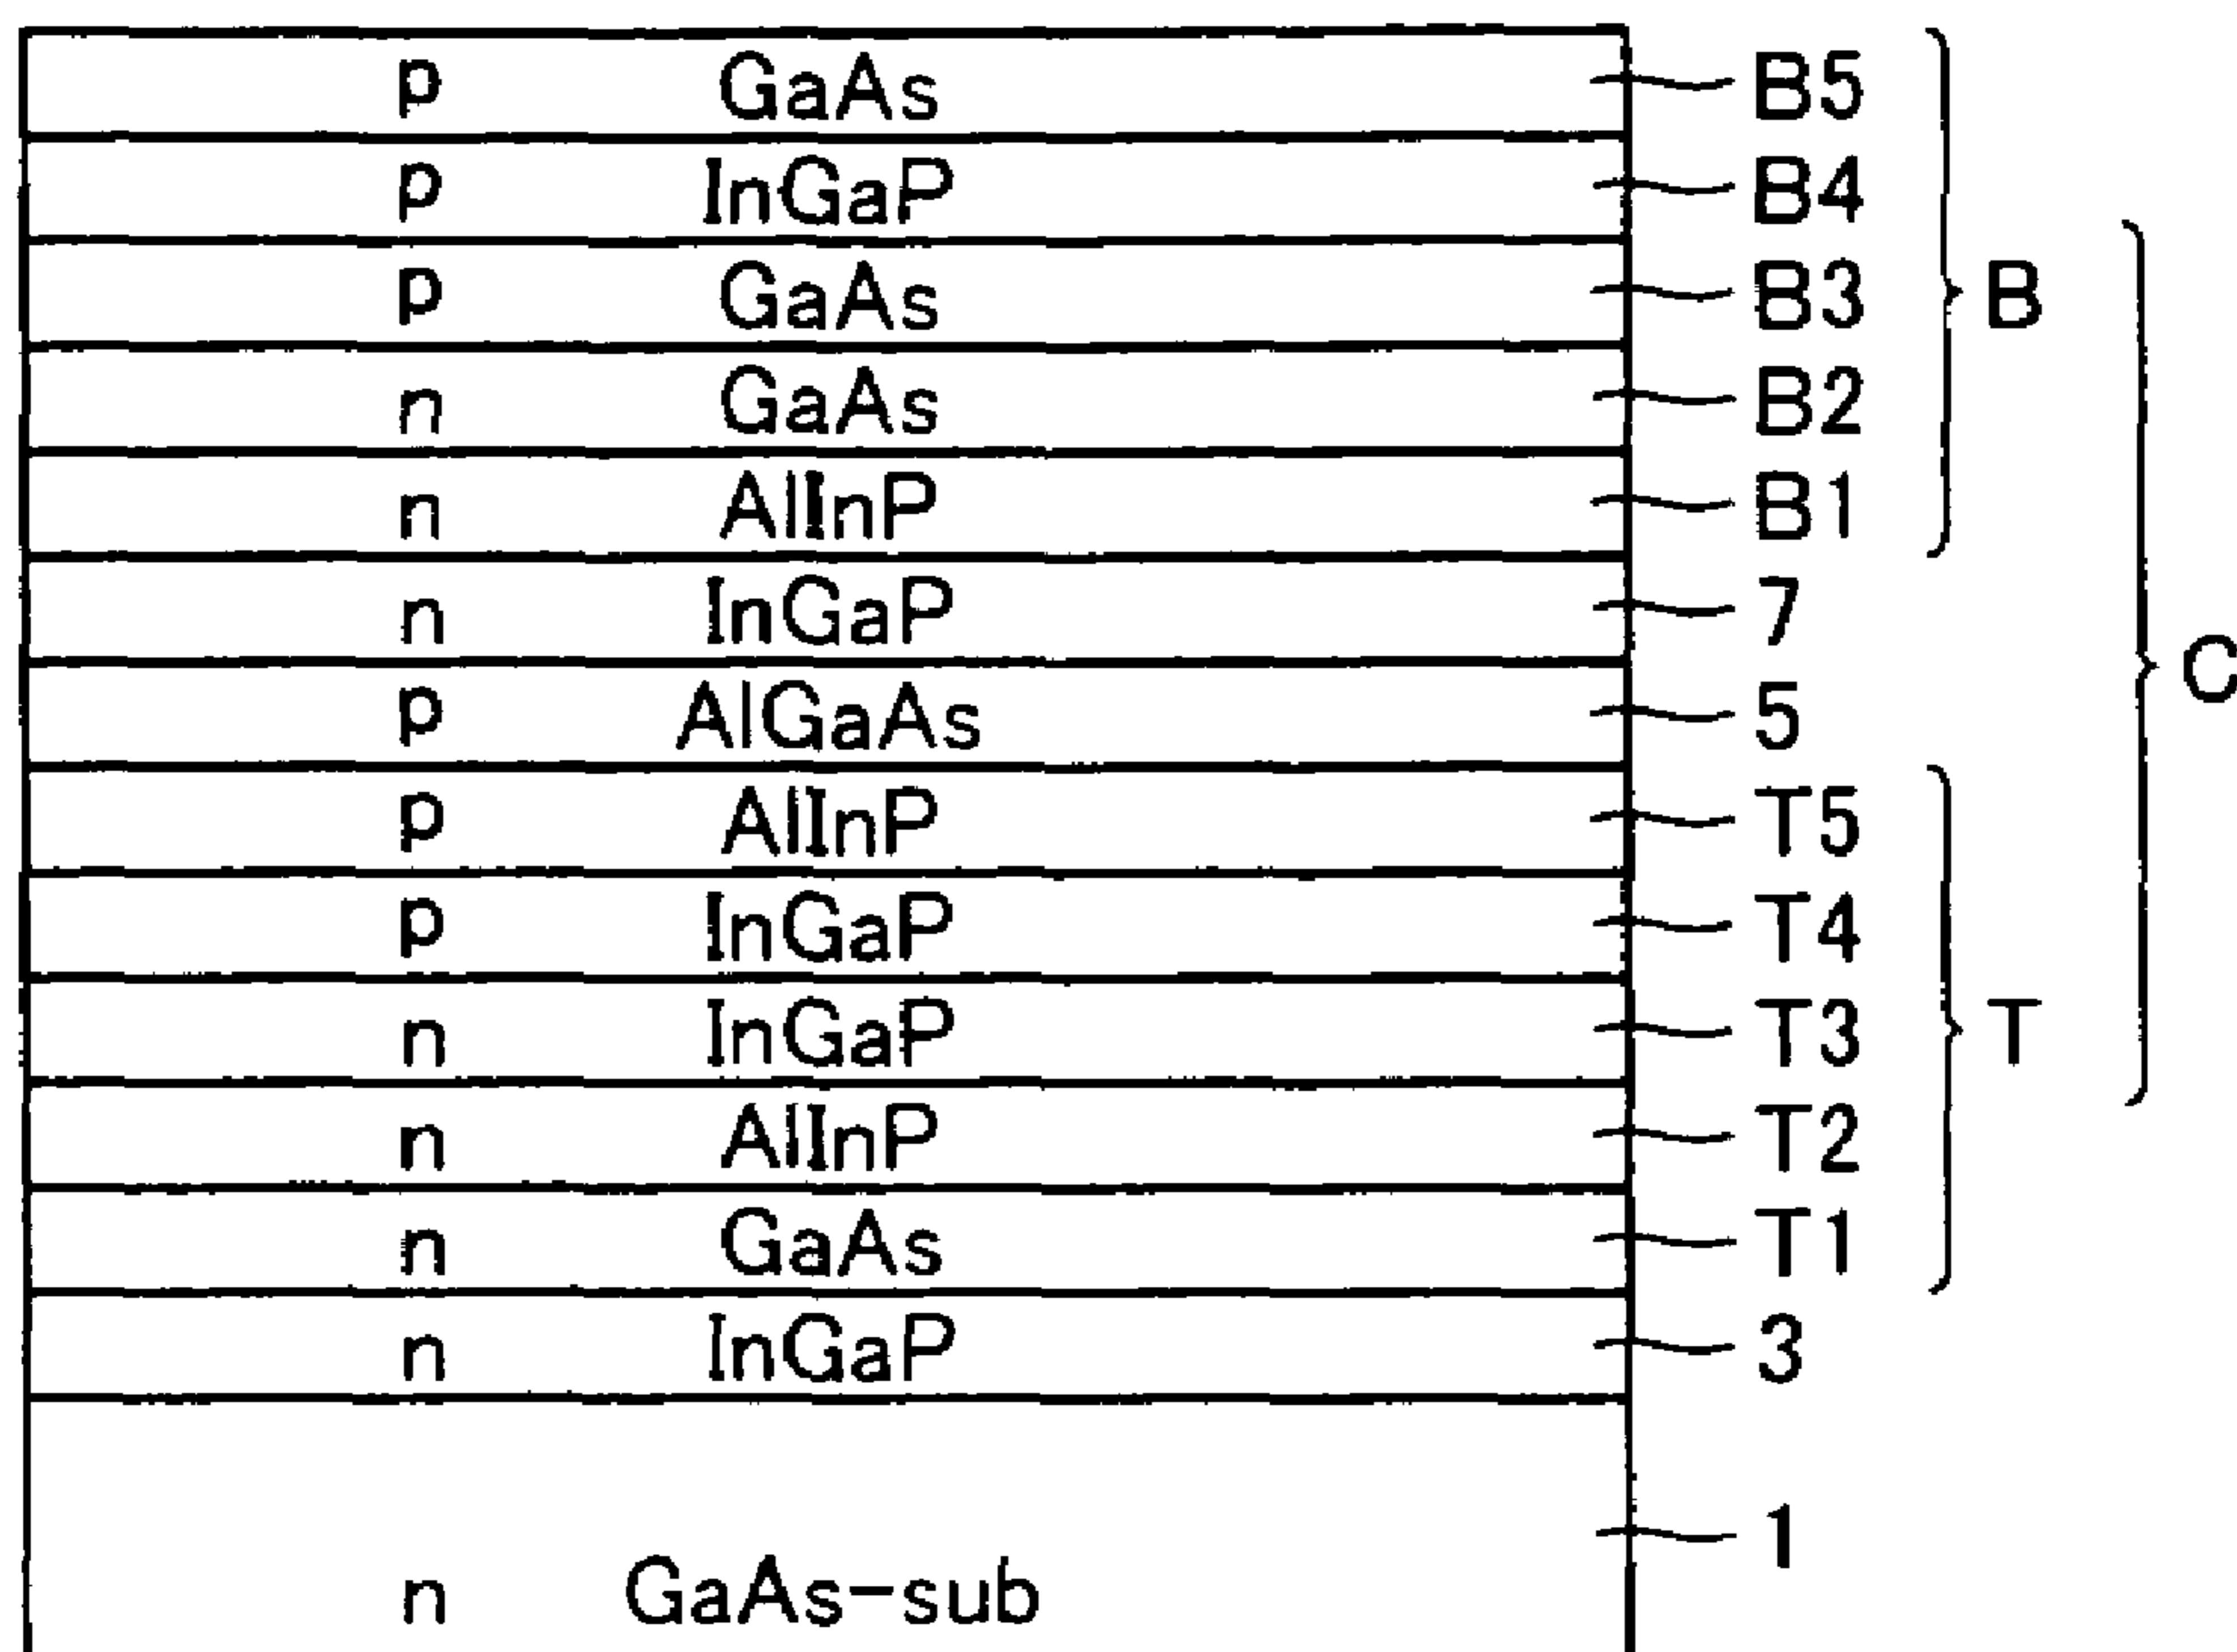 p GaAs B5
p InGaP B4
p GaAs B3 B
n GaAs B2
n AlInP B1
n InGaP 7
p AlGaAs 5 C
p AlInP T5
p InGaP T4
n InGaP T3 T
n AlInP T2
n GaAs T1
n InGaP 3
1
n GaAs-sub